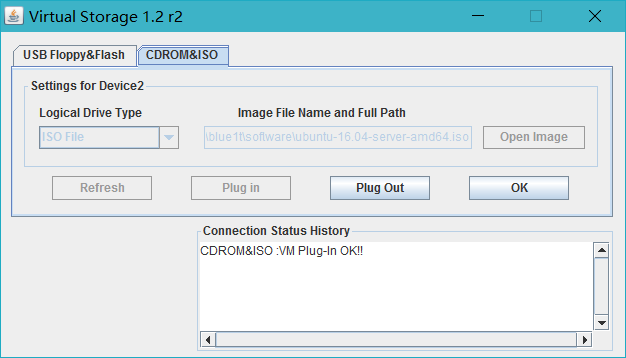 Virtual Storage 1.2 r2
USB Floppy&Flash CDROM&ISO
Settings for Device2
Logical Drive Type Image File Name and Full Path
ISO File \blue1t\software\ubuntu-16.04-server-amd64.iso Open Image
Refresh Plug in Plug Out OK
Connection Status History
CDROM&ISO :VM Plug-In OK!!